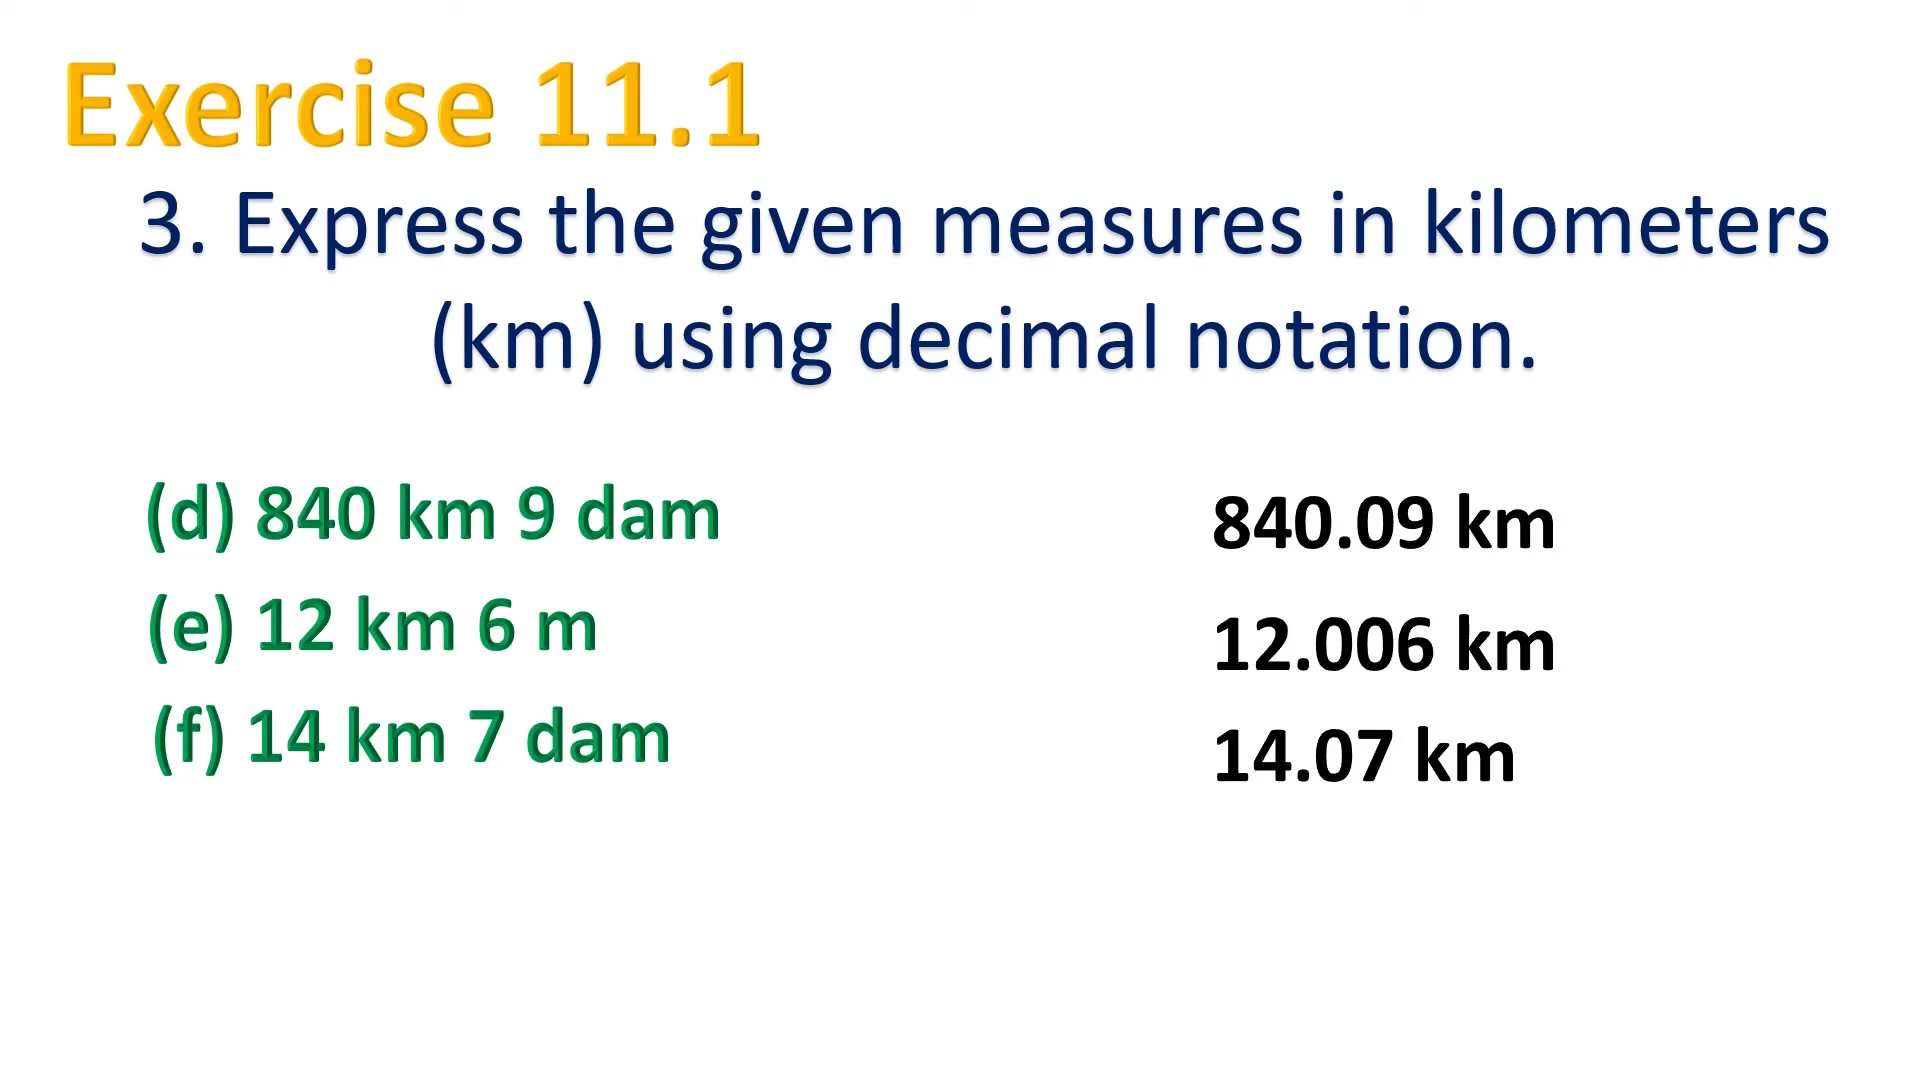 Exercise 11.1
3. Express the given measures in kilometers
(km) using decimal notation.
(d) 840 km 9 dam 840.09 km
(e) 12 km 6 m 12.006 km
(f) 14 km 7 dam 14.07 km